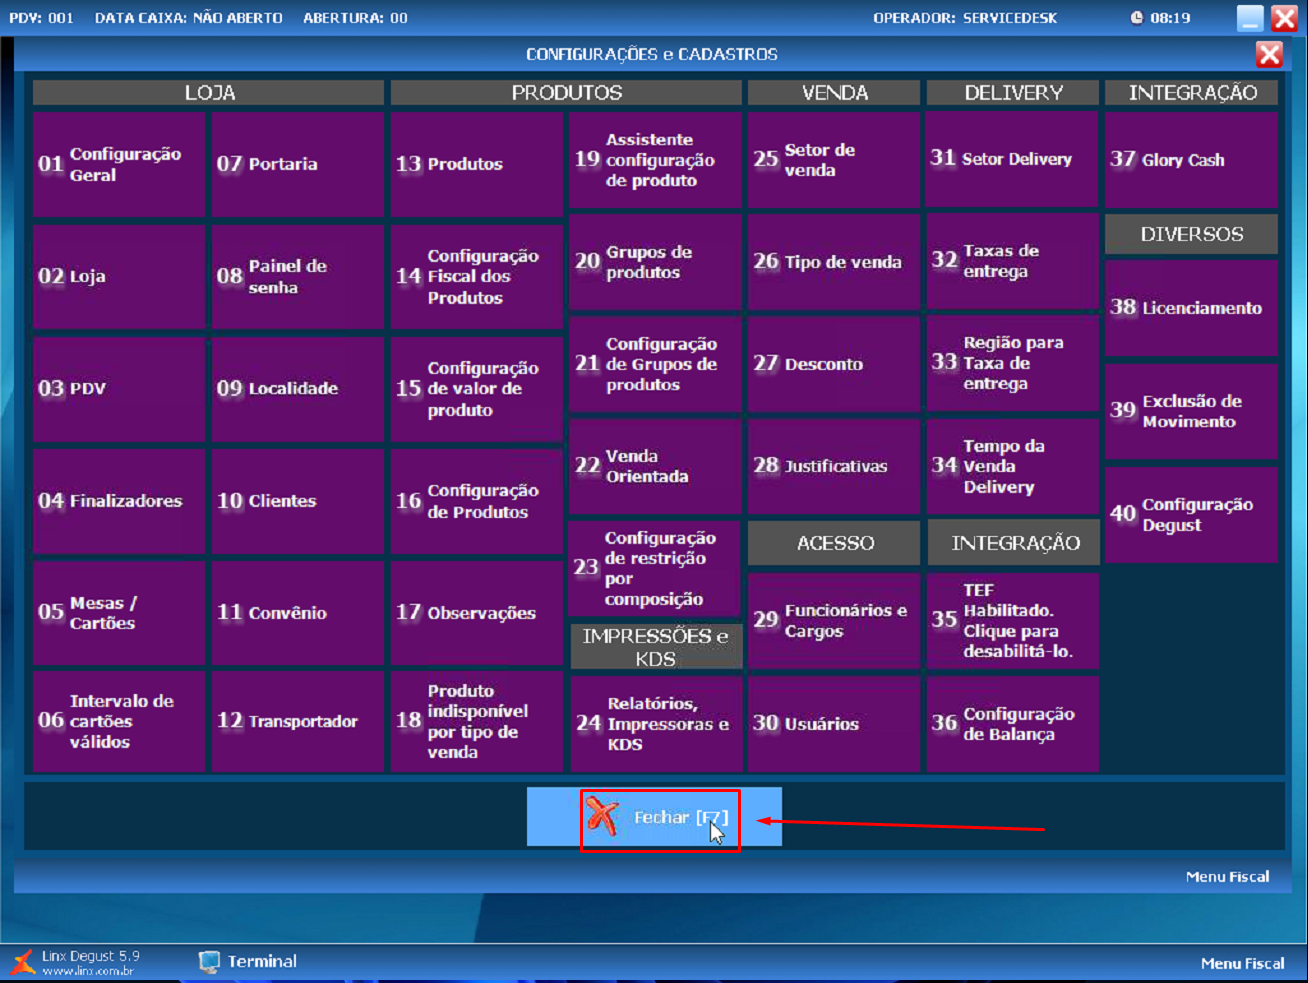 PDV: 001 DATA CAIXA: NÃO ABERTO ABERTURA: 00 OPERADOR: SERVICEDESK 08:19
CONFIGURAÇÕES e CADASTROS
LOJA
01 Configuração
Geral
02 Loja
03 PDV
04 Finalizadores
05 Mesas /
Cartões
06 Intervalo de
cartões
válidos
07 Portaria
08 Painel de
senha
09 Localidade
10 Clientes
11 Convênio
12 Transportador
PRODUTOS
13 Produtos
14 Configuração
Fiscal dos
Produtos
15 Configuração
de valor de
produto
16 Configuração
de Produtos
17 Observações
18 Produto
indisponível
por tipo de
venda
19 Assistente
configuração
de produto
20 Grupos de
produtos
21 Configuração
de Grupos de
produtos
22 Venda
Orientada
23 Configuração
de restrição
por
composição
IMPRESSÕES e
KDS
24 Relatórios,
Impressoras e
KDS
VENDA
25 Setor de
venda
26 Tipo de venda
27 Desconto
28 Justificativas
ACESSO
29 Funcionários e
Cargos
30 Usuários
DELIVERY
31 Setor Delivery
32 Taxas de
entrega
33 Região para
Taxa de
entrega
34 Tempo da
Venda
Delivery
INTEGRAÇÃO
35 TEF
Habilitado.
Clique para
desabilitá-lo.
36 Configuração
de Balança
INTEGRAÇÃO
37 Glory Cash
DIVERSOS
38 Licenciamento
39 Exclusão de
Movimento
40 Configuração
Degust
Fechar [F7]
Menu Fiscal
Linx Degust 5.9
www.linx.com.br
Terminal
Menu Fiscal